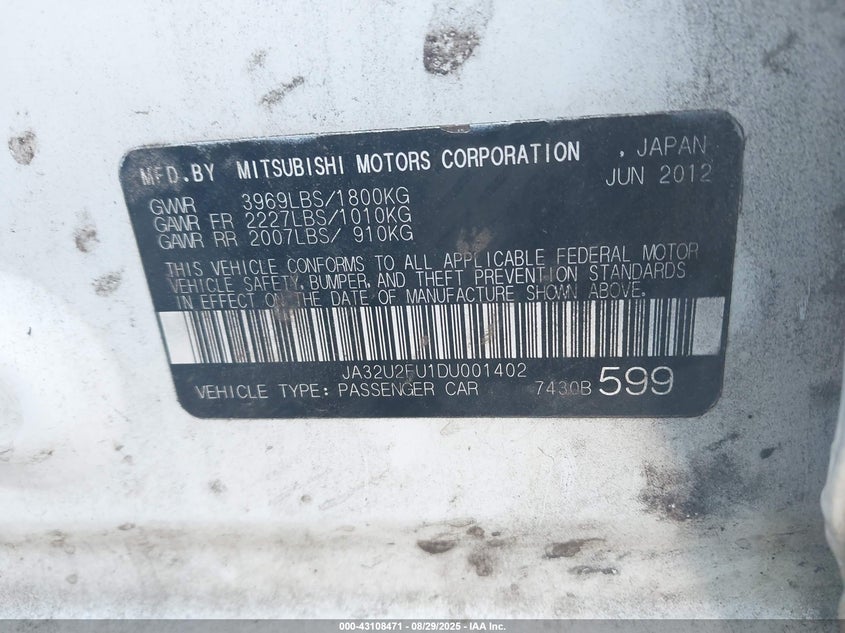 MFD. BY MITSUBISHI MOTORS CORPORATION , JAPAN
JUN 2012
GWR 3969LBS/1800KG
GAWR FR 2227LBS/1010KG
GAWR RR 2007LBS/ 910KG
THIS VEHICLE CONFORMS TO ALL APPLICABLE FEDERAL MOTOR
VEHICLE SAFETY, BUMPER, AND THEFT PREVENTION STANDARDS
IN EFFECT ON THE DATE OF MANUFACTURE SHOWN ABOVE.
JA32U2FU1DU001402
VEHICLE TYPE: PASSENGER CAR 7430B 599
000-43108471 - 08/29/2025 - IAA Inc.